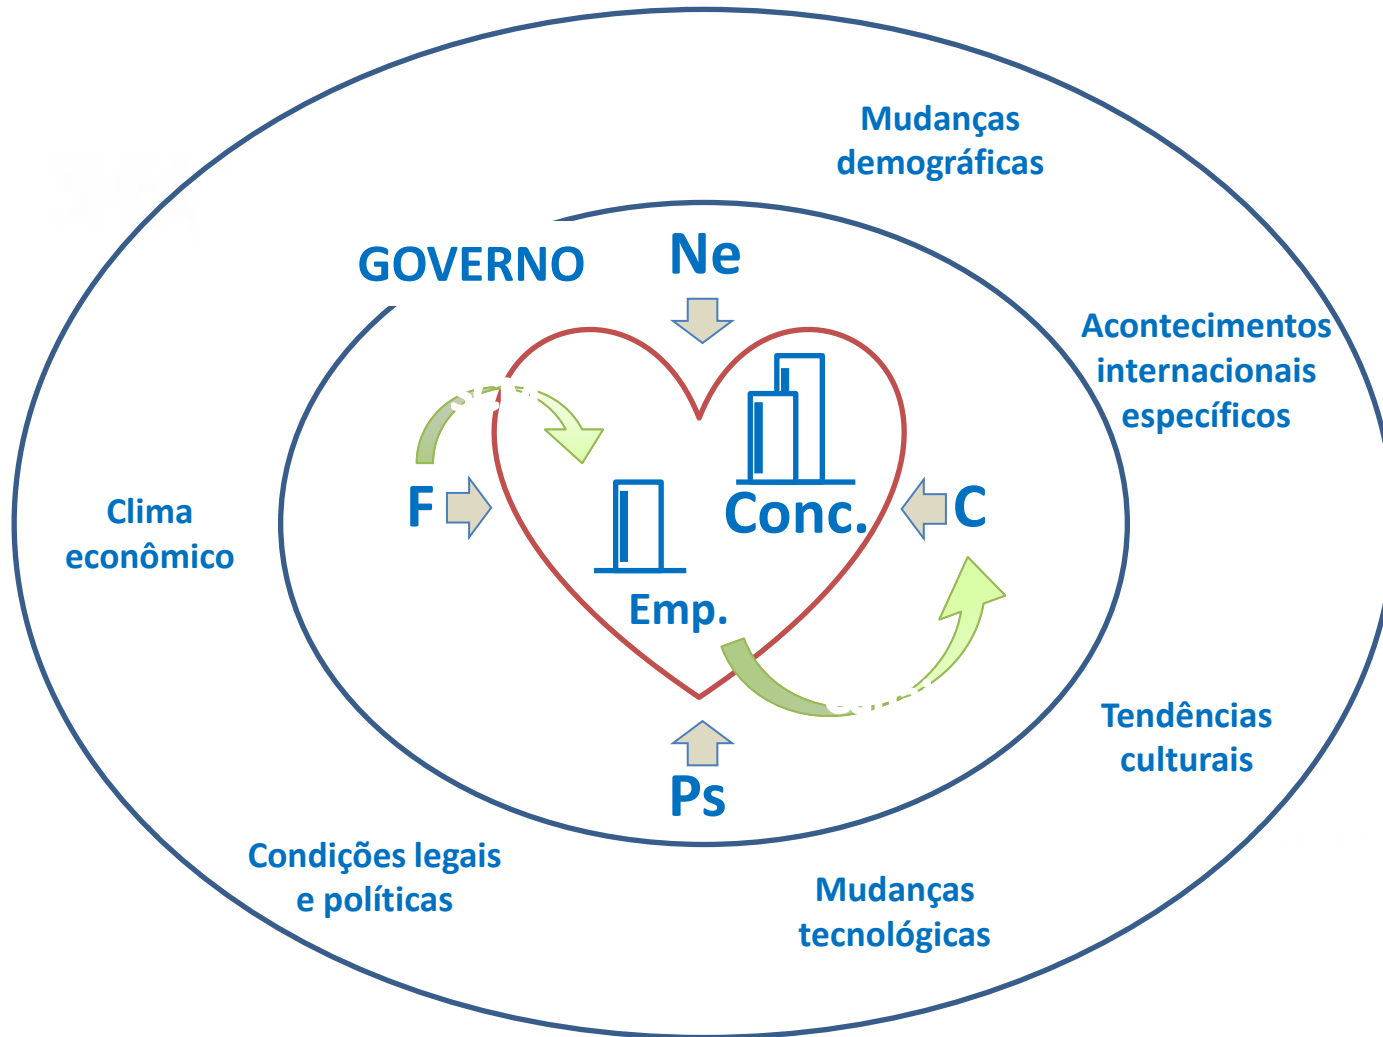 Mudanças
demográficas
GOVERNO
Ne
Acontecimentos
internacionais
específicos
Clima
econômico
F
Conc.
C
Emp.
Tendências
culturais
Ps
Condições legais
e políticas
Mudanças
tecnológicas